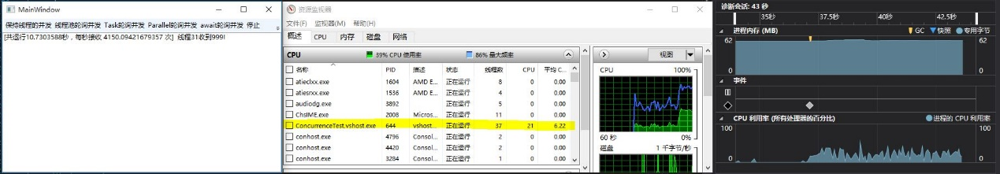 MainWindow
保持线程的并发 线程池轮词并发 Task轮词并发 Parallel轮词并发 await轮词并发 停止
[共运行10.7303588秒，每秒接收 4150.09421679357 次] 线程31收到999!
资源监视器
文件(F) 监视器(M) 帮助(H)
概述 CPU 内存 磁盘 网络
CPU 39% CPU 使用率 86% 最大频率
名称 PID 描述 状态 线程数 CPU 平均 C...
atieclxx.exe 1604 AMD E... 正在运行 8 0 0.00
atiesrxx.exe 1536 AMD E... 正在运行 4 0 0.00
audiodg.exe 3892 正在运行 5 0 0.00
ChsIME.exe 2008 Micros... 正在运行 11 0 0.00
ConcurrenceTest.vshost.exe 644 vshost... 正在运行 37 21 6.22
conhost.exe 4796 Consol... 正在运行 2 0 0.00
conhost.exe 4420 Consol... 正在运行 2 0 0.00
conhost.exe 3284 Consol... 正在运行 1 0 0.00
视图
CPU 100%
60 秒 0%
磁盘 1 千字节/秒
诊断会话: 43 秒
35秒 37.5秒 40秒 42.5秒
进程内存 (MB) GC 快照 专用字节
62 62
0 0
事件
CPU 利用率 (所有处理器的百分比) 进程的 CPU 利用率
100 100
0 0